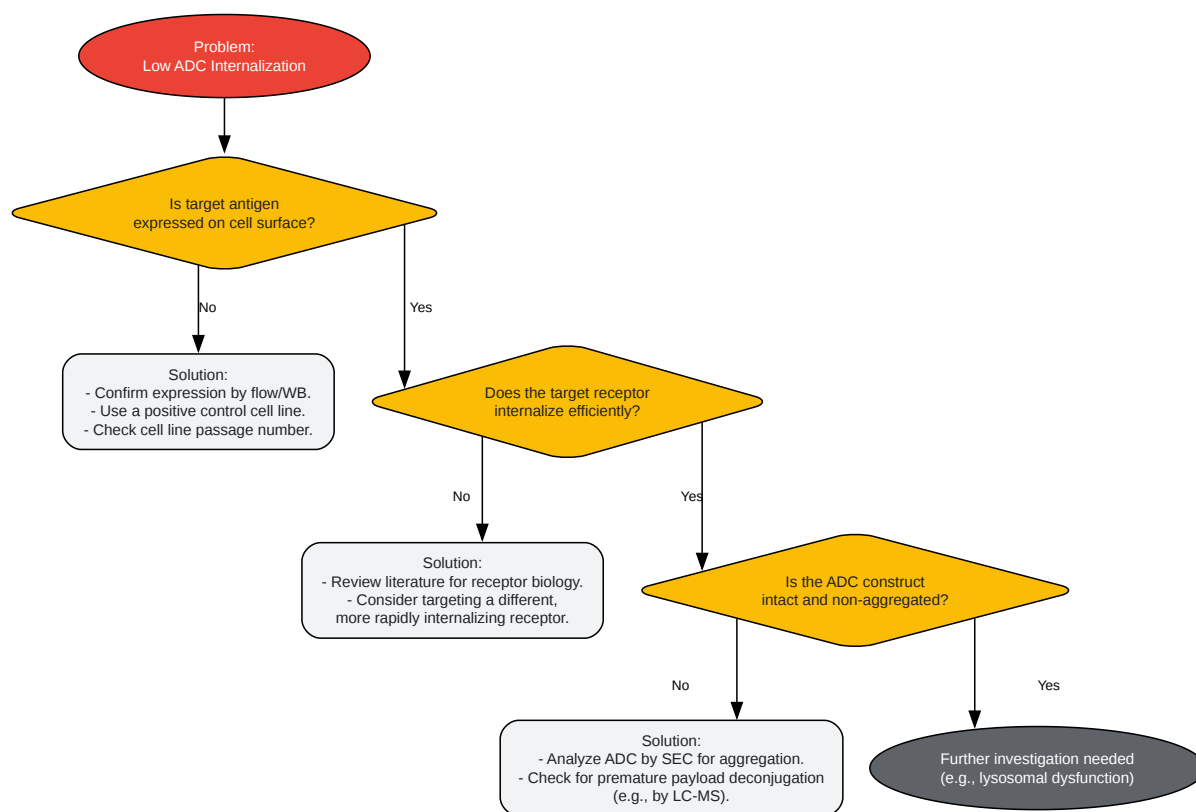 Problem:
Low ADC Internalization
Is target antigen
expressed on cell surface?
No
Yes
Solution:
- Confirm expression by flow/WB.
- Use a positive control cell line.
- Check cell line passage number.
Does the target receptor
internalize efficiently?
No
Yes
Solution:
- Review literature for receptor biology.
- Consider targeting a different,
more rapidly internalizing receptor.
Is the ADC construct
intact and non-aggregated?
No
Yes
Solution:
- Analyze ADC by SEC for aggregation.
- Check for premature payload deconjugation
(e.g., by LC-MS).
Further investigation needed
(e.g., lysosomal dysfunction)